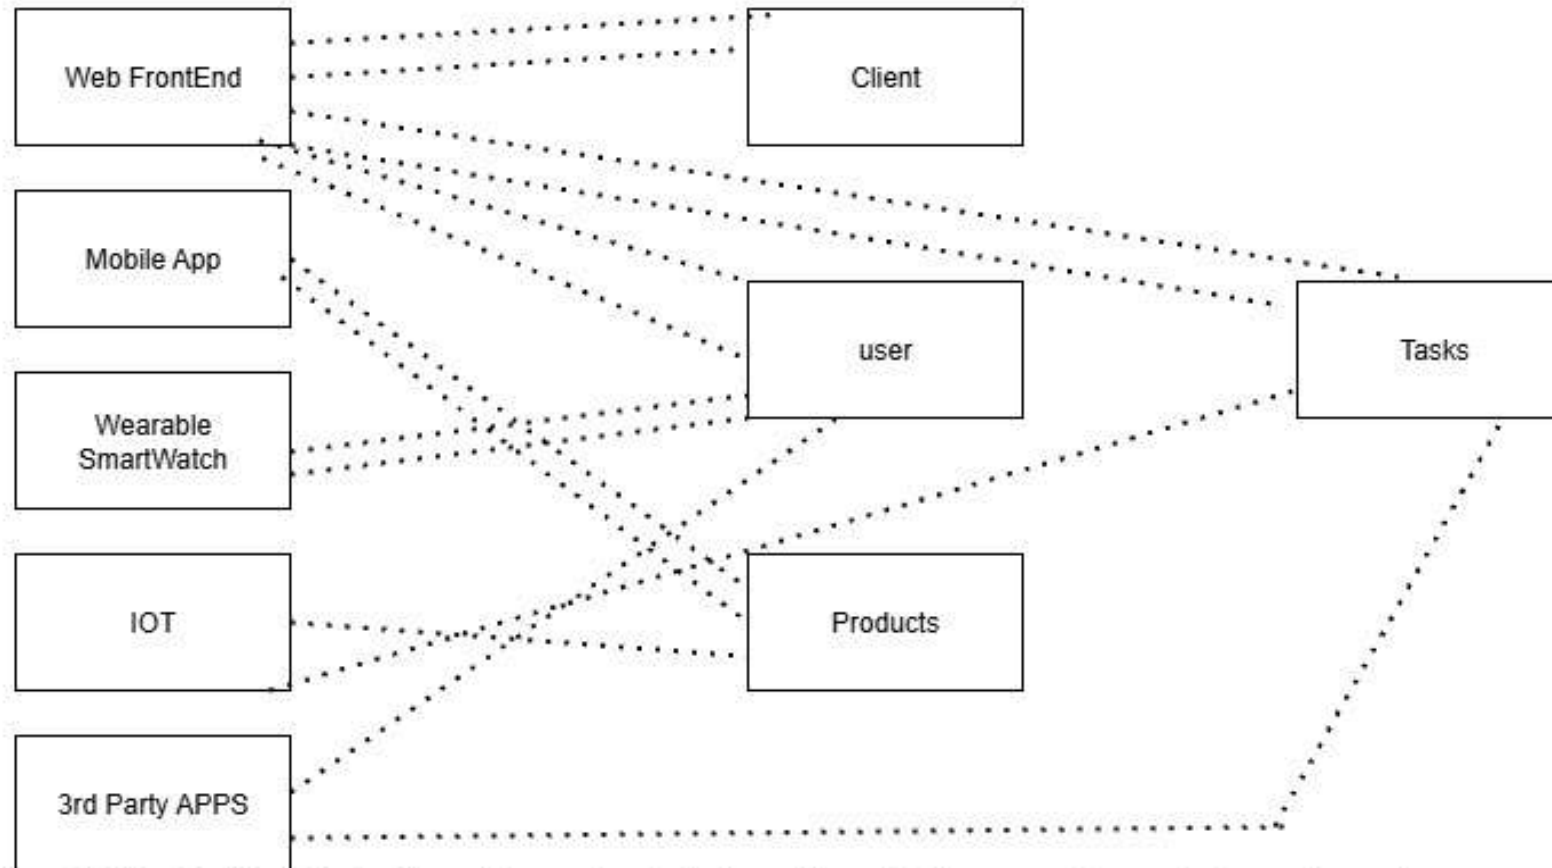 Web FrontEnd
Client
Mobile App
user
Tasks
Wearable
SmartWatch
IOT
Products
3rd Party APPS